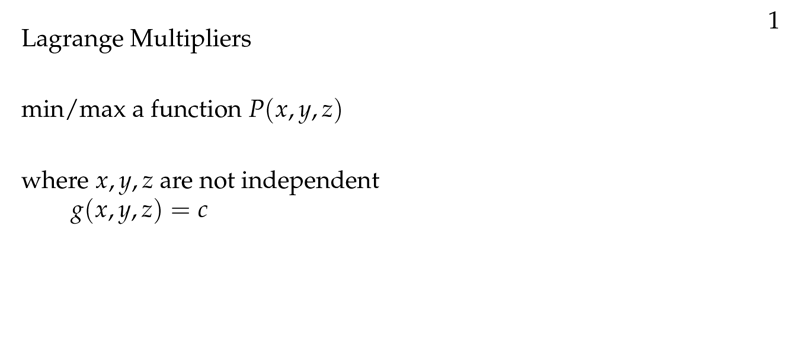 1
Lagrange Multipliers
min/max a function P(x, y, z)
where x, y, z are not independent
g(x, y, z) = c